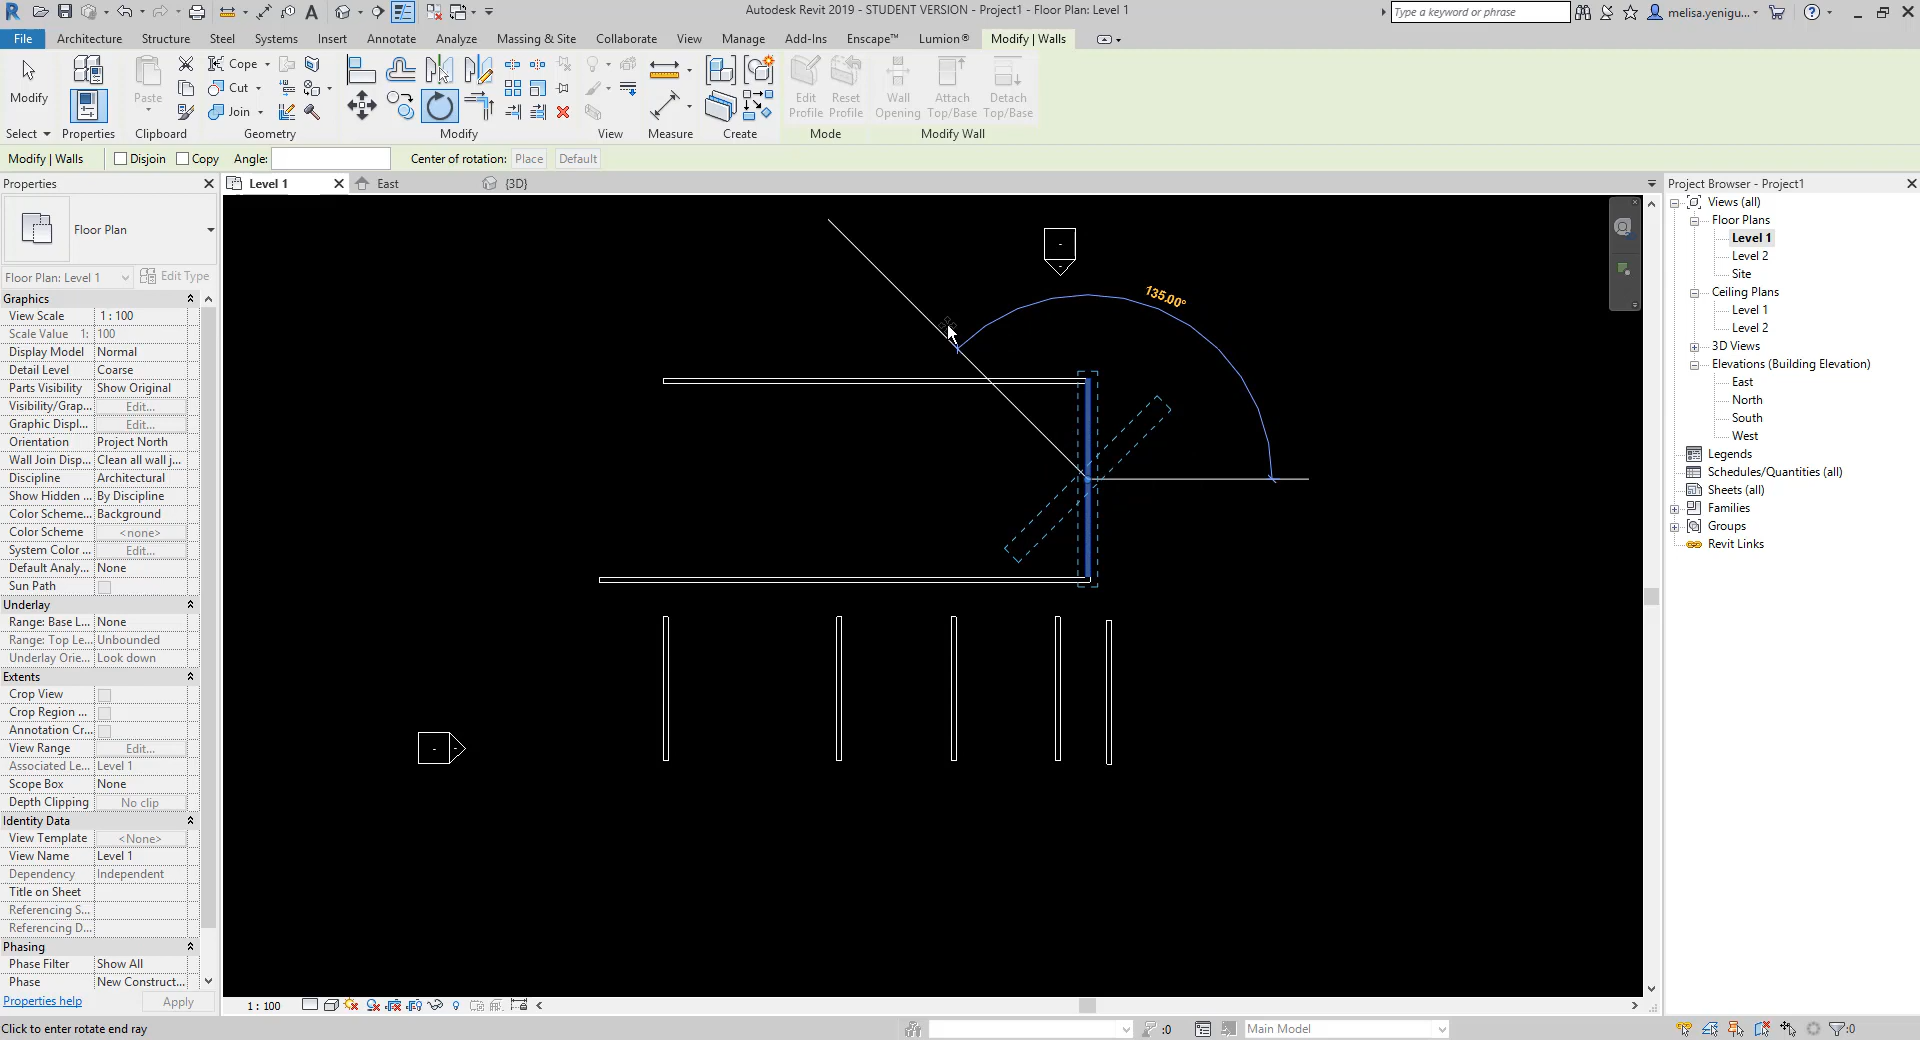 Autodesk Revit 2019 - STUDENT VERSION - Project1 - Floor Plan: Level 1
Type a keyword or phrase
melisa.yenigu...
File Architecture Structure Steel Systems Insert Annotate Analyze Massing & Site Collaborate View Manage Add-Ins Enscape™ Lumion® Modify | Walls
Modify
Paste
Cope
Cut
Join
Edit Profile
Reset Profile
Wall Opening
Attach Top/Base
Detach Top/Base
Select Properties Clipboard Geometry Modify View Measure Create Mode Modify Wall
Modify | Walls Disjoin Copy Angle: Center of rotation: Place Default
Properties
Level 1
East
{3D}
Project Browser - Project1
Floor Plan
Floor Plan: Level 1
Edit Type
Graphics
View Scale 1 : 100
Scale Value 1: 100
Display Model Normal
Detail Level Coarse
Parts Visibility Show Original
Visibility/Grap... Edit...
Graphic Displ... Edit...
Orientation Project North
Wall Join Disp... Clean all wall j...
Discipline Architectural
Show Hidden ... By Discipline
Color Scheme... Background
Color Scheme <none>
System Color ... Edit...
Default Analy... None
Sun Path
Underlay
Range: Base L... None
Range: Top Le... Unbounded
Underlay Orie... Look down
Extents
Crop View
Crop Region ...
Annotation Cr...
View Range Edit...
Associated Le... Level 1
Scope Box None
Depth Clipping No clip
Identity Data
View Template <None>
View Name Level 1
Dependency Independent
Title on Sheet
Referencing S...
Referencing D...
Phasing
Phase Filter Show All
Phase New Construct...
Properties help
Apply
135.00°
Views (all)
Floor Plans
Level 1
Level 2
Site
Ceiling Plans
Level 1
Level 2
3D Views
Elevations (Building Elevation)
East
North
South
West
Legends
Schedules/Quantities (all)
Sheets (all)
Families
Groups
Revit Links
1 : 100
Click to enter rotate end ray
:0
Main Model
:0